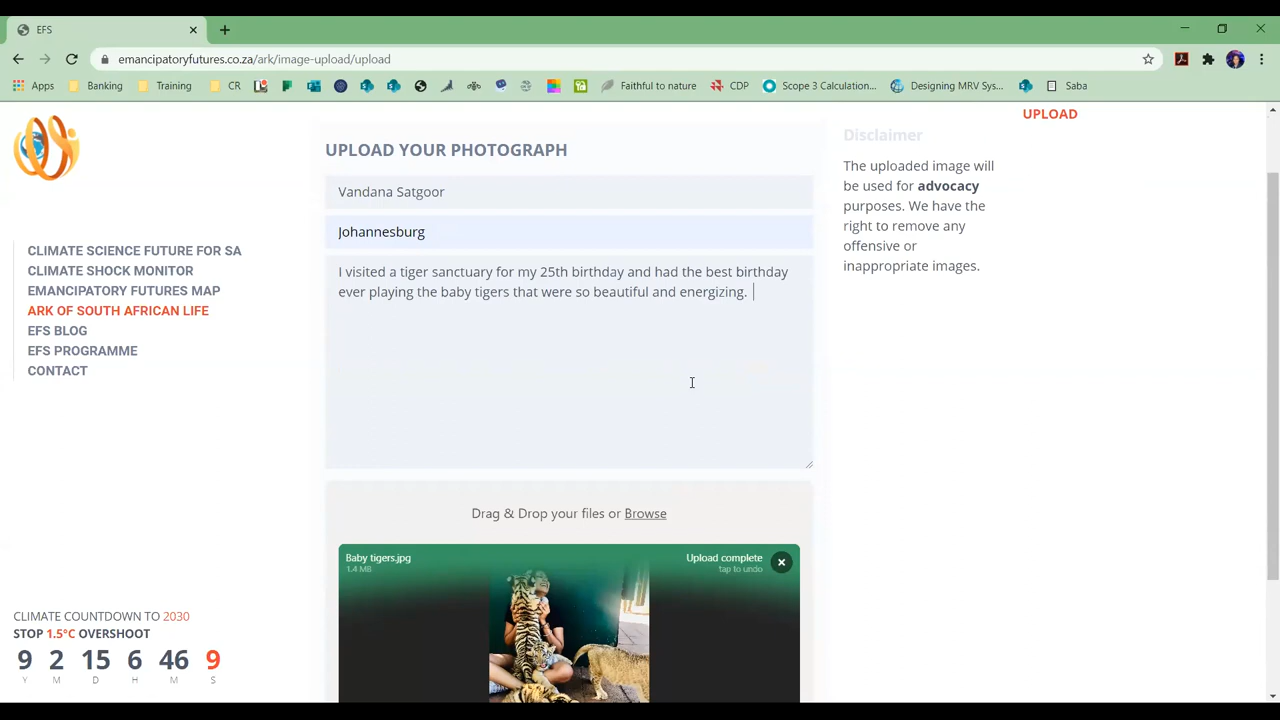 EFS
emancipatoryfutures.co.za/ark/image-upload/upload
Apps
Banking
Training
CR
Faithful to nature
CDP
Scope 3 Calculation...
Designing MRV Sys...
Saba
UPLOAD
UPLOAD YOUR PHOTOGRAPH
Vandana Satgoor
Johannesburg
I visited a tiger sanctuary for my 25th birthday and had the best birthday
ever playing the baby tigers that were so beautiful and energizing.
Drag & Drop your files or Browse
Baby tigers.jpg
1.4 MB
Upload complete
tap to undo
Disclaimer
The uploaded image will
be used for advocacy
purposes. We have the
right to remove any
offensive or
inappropriate images.
CLIMATE SCIENCE FUTURE FOR SA
CLIMATE SHOCK MONITOR
EMANCIPATORY FUTURES MAP
ARK OF SOUTH AFRICAN LIFE
EFS BLOG
EFS PROGRAMME
CONTACT
CLIMATE COUNTDOWN TO 2030
STOP 1.5°C OVERSHOOT
9 2 15 6 46 9
Y M D H M S